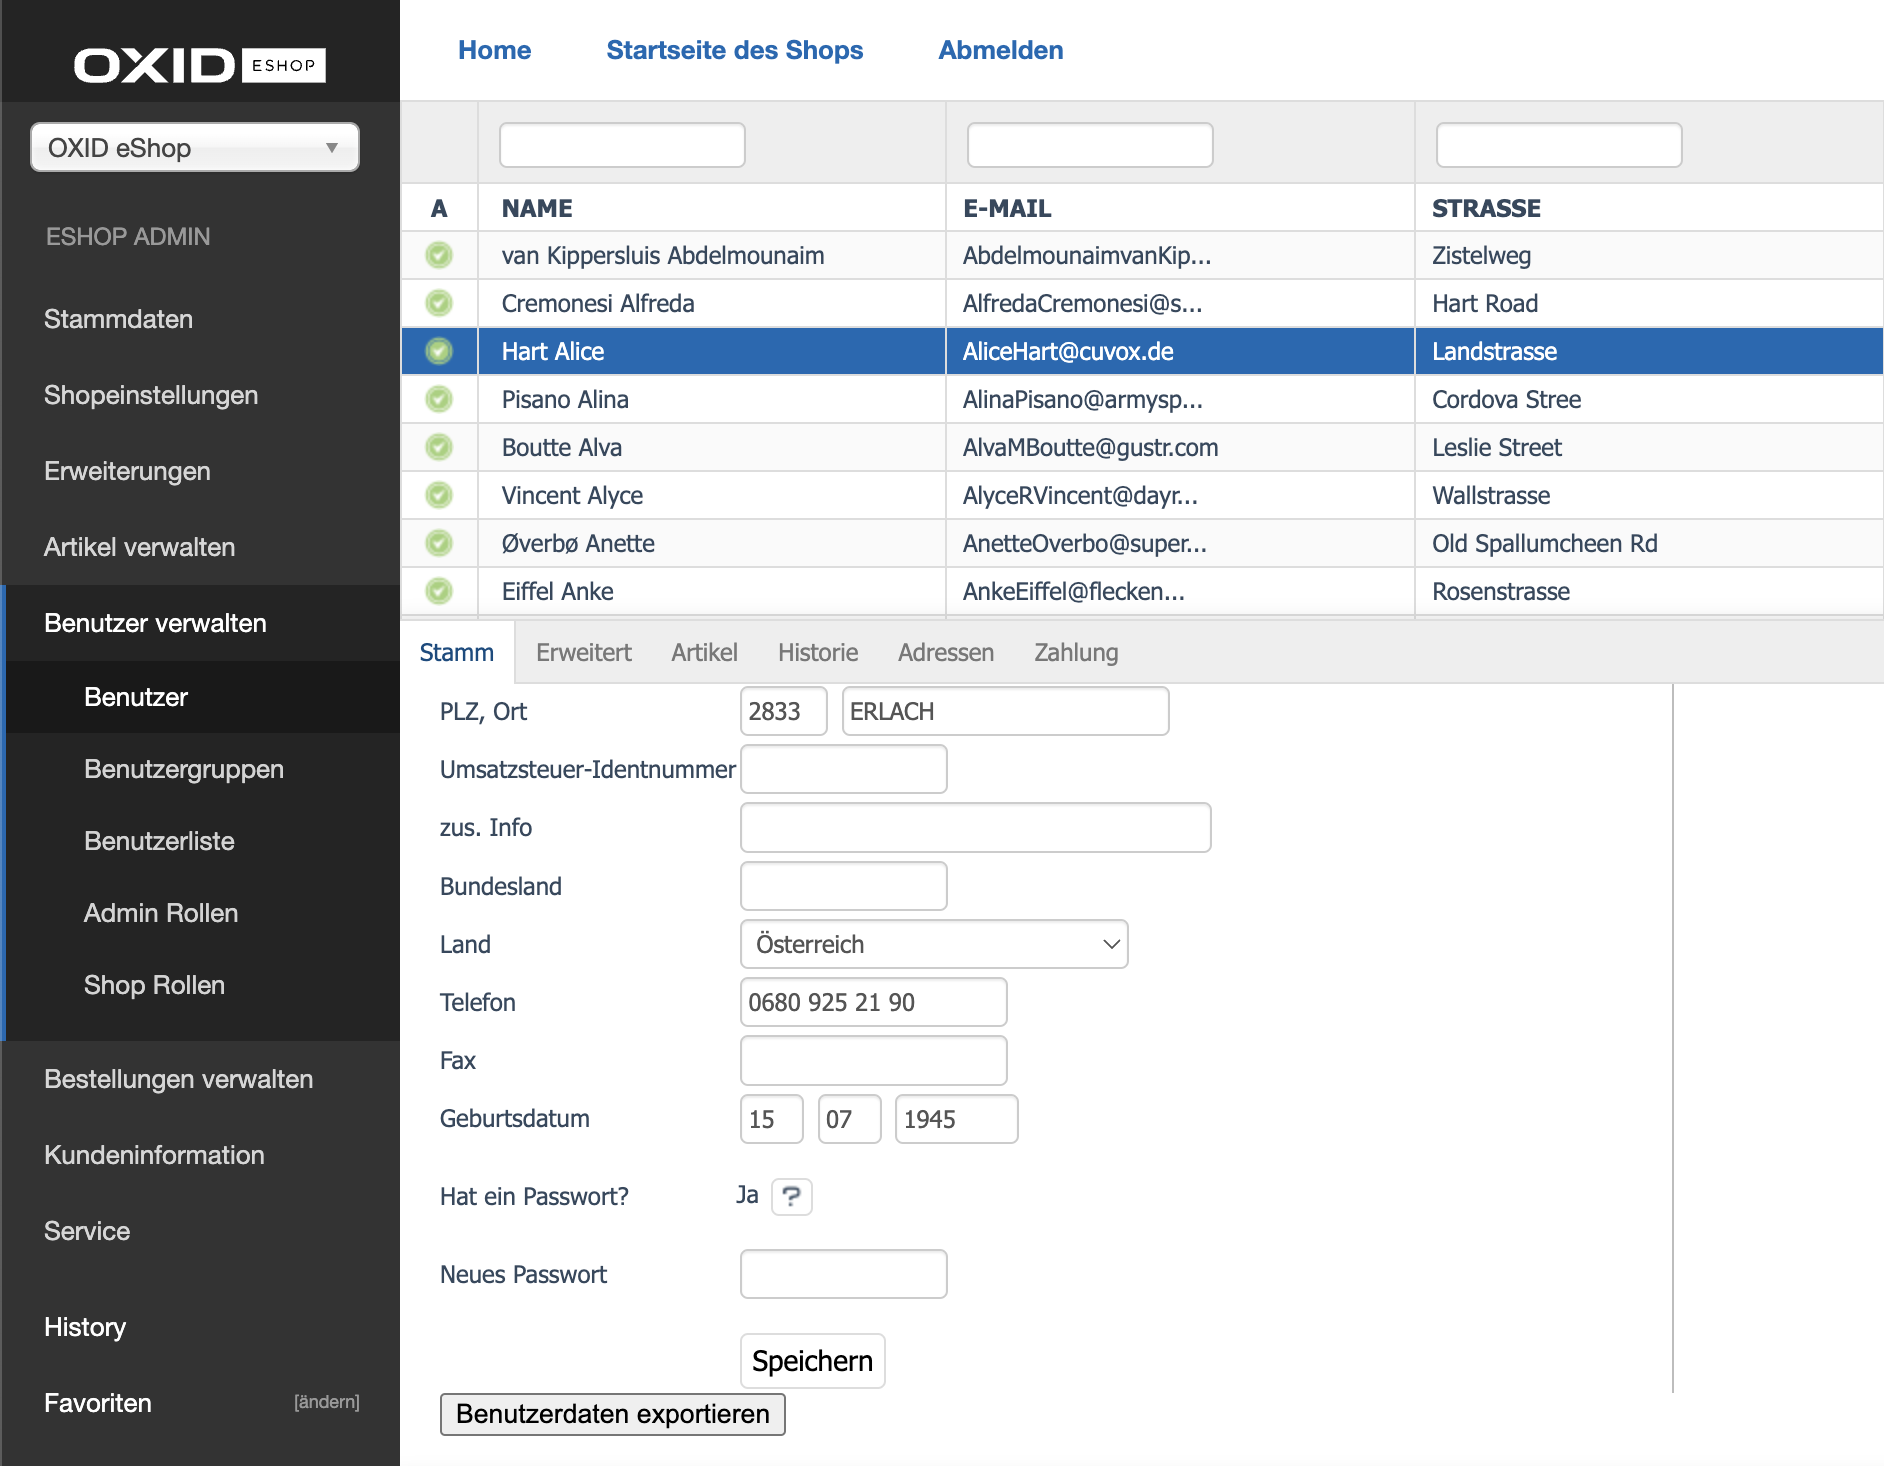 OXID ESHOP
OXID eShop
ESHOP ADMIN
Stammdaten
Shopeinstellungen
Erweiterungen
Artikel verwalten
Benutzer verwalten
Benutzer
Benutzergruppen
Benutzerliste
Admin Rollen
Shop Rollen
Bestellungen verwalten
Kundeninformation
Service
History
Favoriten [ändern]
Home Startseite des Shops Abmelden
A NAME E-MAIL STRASSE
van Kippersluis Abdelmounaim AbdelmounaimvanKip... Zistelweg
Cremonesi Alfreda AlfredaCremonesi@s... Hart Road
Hart Alice AliceHart@cuvox.de Landstrasse
Pisano Alina AlinaPisano@armysp... Cordova Stree
Boutte Alva AlvaMBoutte@gustr.com Leslie Street
Vincent Alyce AlyceRVincent@dayr... Wallstrasse
Øverbø Anette AnetteOverbo@super... Old Spallumcheen Rd
Eiffel Anke AnkeEiffel@flecken... Rosenstrasse
Stamm Erweitert Artikel Historie Adressen Zahlung
PLZ, Ort 2833 ERLACH
Umsatzsteuer-Identnummer
zus. Info
Bundesland
Land Österreich
Telefon 0680 925 21 90
Fax
Geburtsdatum 15 07 1945
Hat ein Passwort? Ja ?
Neues Passwort
Speichern
Benutzerdaten exportieren